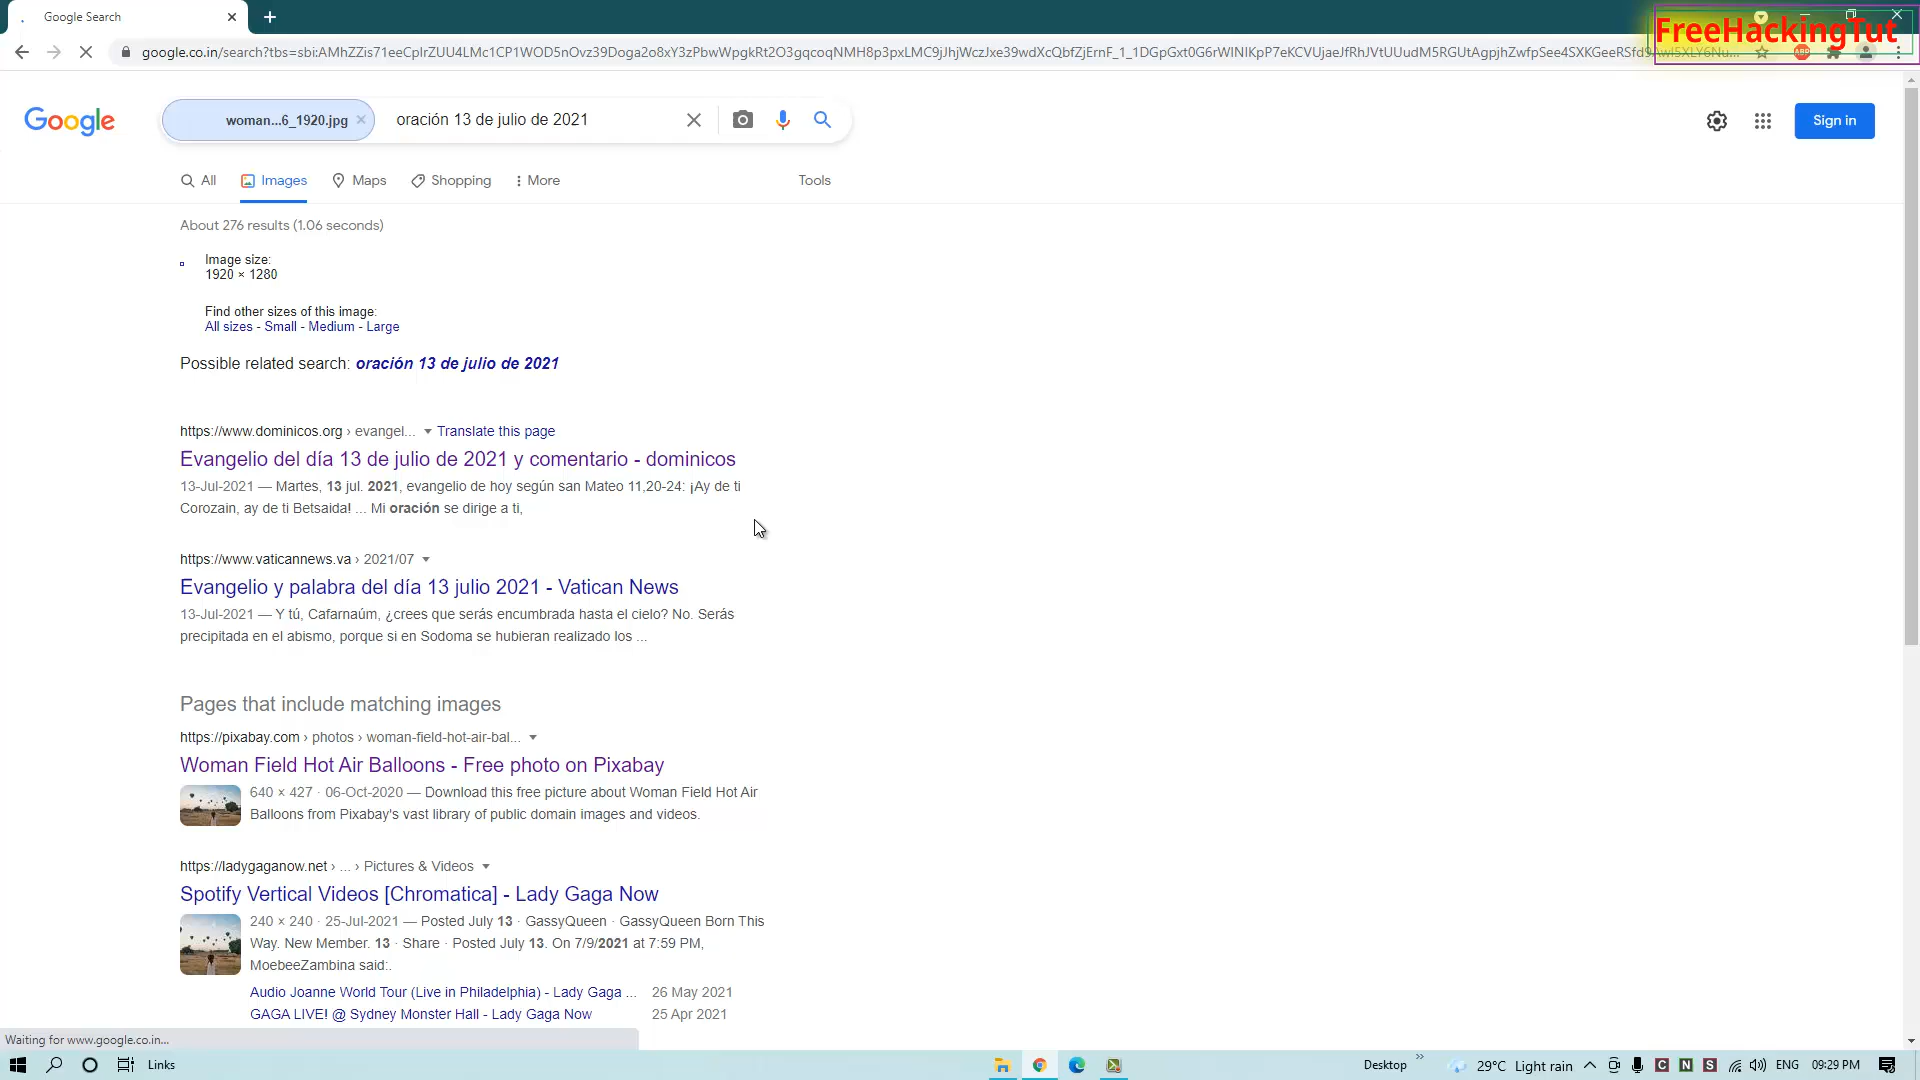 Google Search
FreeHackingTut
google.co.in/search?tbs=sbi:
Google
woman...6_1920.jpg
oración 13 de julio de 2021
Sign in
All
Images
Maps
Shopping
More
Tools
About 276 results (1.06 seconds)
Image size:
1920 × 1280
Find other sizes of this image:
All sizes - Small - Medium - Large
Possible related search: oración 13 de julio de 2021
https://www.dominicos.org › evangel... Translate this page
Evangelio del día 13 de julio de 2021 y comentario - dominicos
13-Jul-2021 — Martes, 13 jul. 2021, evangelio de hoy según san Mateo 11,20-24: ¡Ay de ti
Corozain, ay de ti Betsaida! ... Mi oración se dirige a ti,
https://www.vaticannews.va › 2021/07
Evangelio y palabra del día 13 julio 2021 - Vatican News
13-Jul-2021 — Y tú, Cafarnaúm, ¿crees que serás encumbrada hasta el cielo? No. Serás
precipitada en el abismo, porque si en Sodoma se hubieran realizado los ...
Pages that include matching images
https://pixabay.com › photos › woman-field-hot-air-bal...
Woman Field Hot Air Balloons - Free photo on Pixabay
640 × 427 · 06-Oct-2020 — Download this free picture about Woman Field Hot Air
Balloons from Pixabay's vast library of public domain images and videos.
https://ladygaganow.net › ... › Pictures & Videos
Spotify Vertical Videos [Chromatica] - Lady Gaga Now
240 × 240 · 25-Jul-2021 — Posted July 13 · GassyQueen · GassyQueen Born This
Way. New Member. 13 · Share · Posted July 13. On 7/9/2021 at 7:59 PM,
MoebeeZambina said:.
Audio Joanne World Tour (Live in Philadelphia) - Lady Gaga ... 26 May 2021
GAGA LIVE! @ Sydney Monster Hall - Lady Gaga Now 25 Apr 2021
Waiting for www.google.co.in...
Links
Desktop
29°C Light rain
C
N
S
ENG
09:29 PM